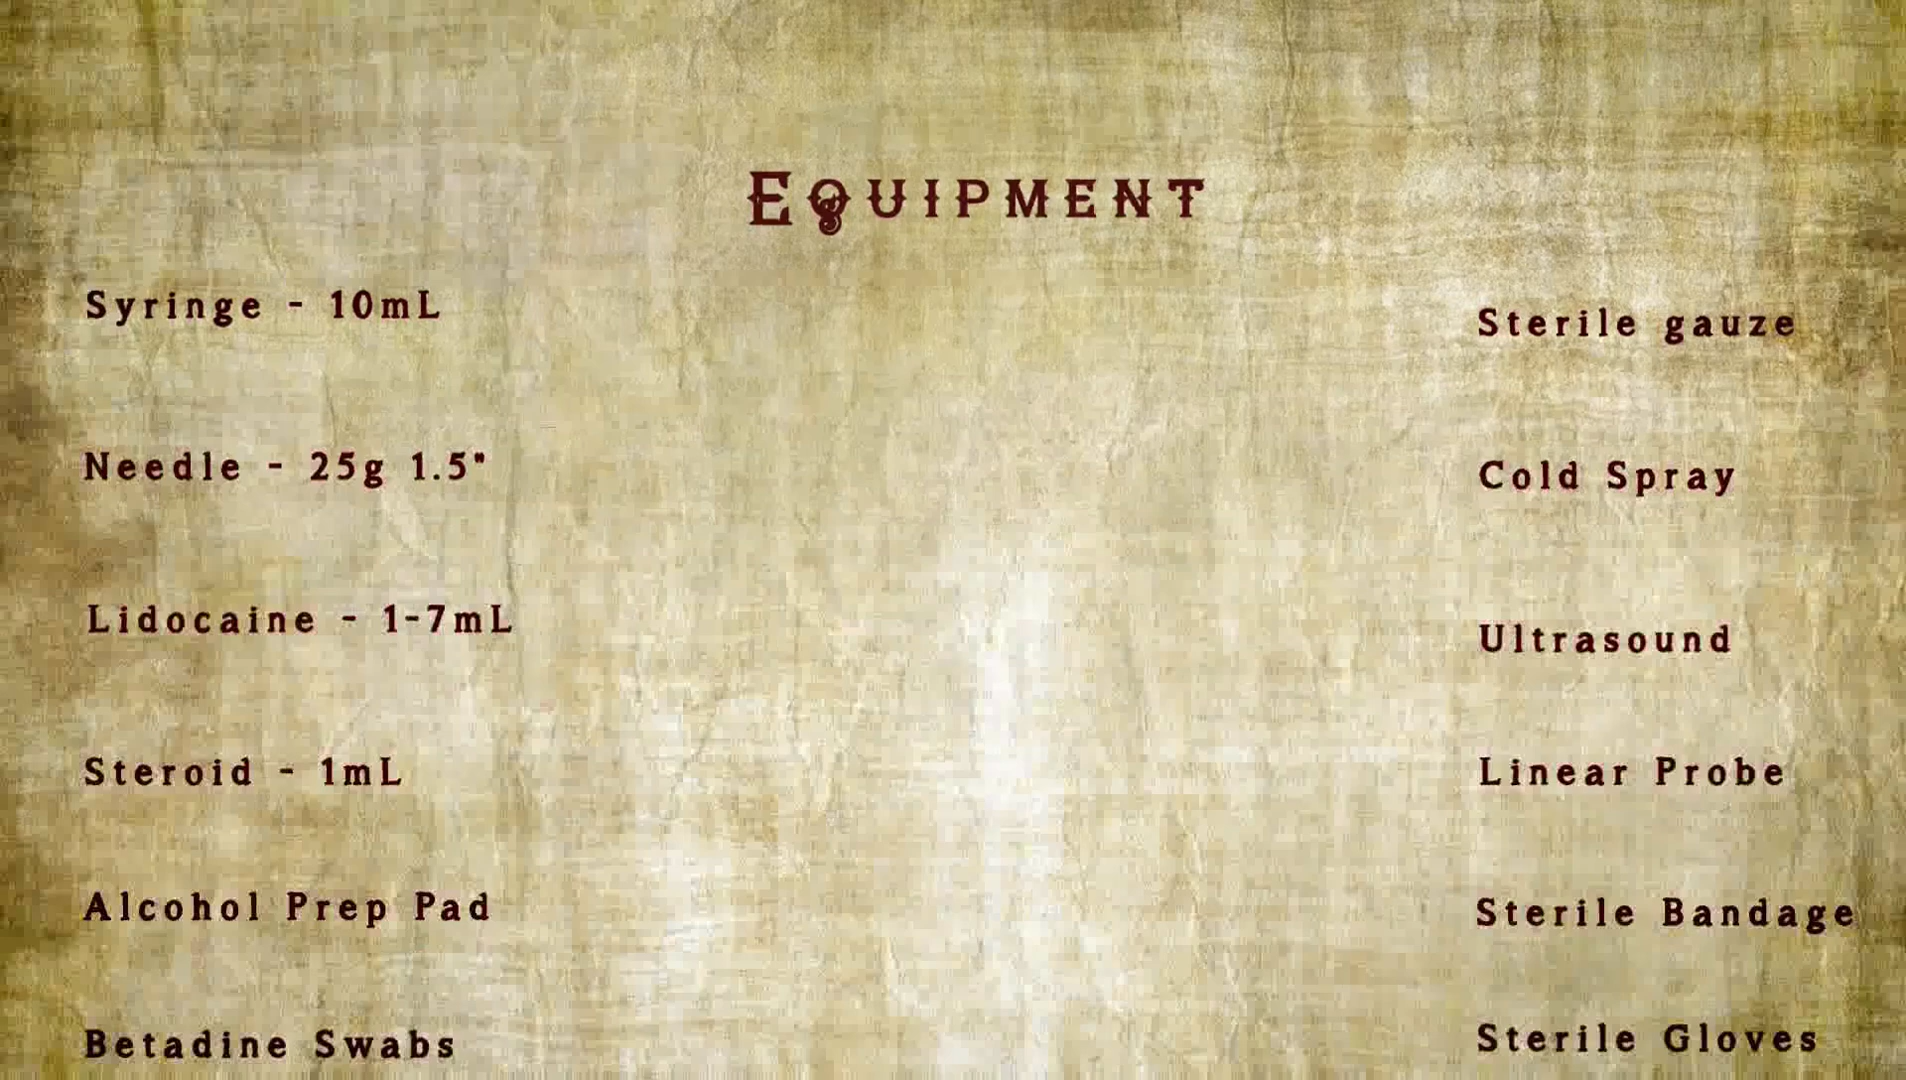 Equipment
Syringe - 10mL
Needle - 25g 1.5"
Lidocaine - 1-7mL
Steroid - 1mL
Alcohol Prep Pad
Betadine Swabs
Sterile gauze
Cold Spray
Ultrasound
Linear Probe
Sterile Bandage
Sterile Gloves